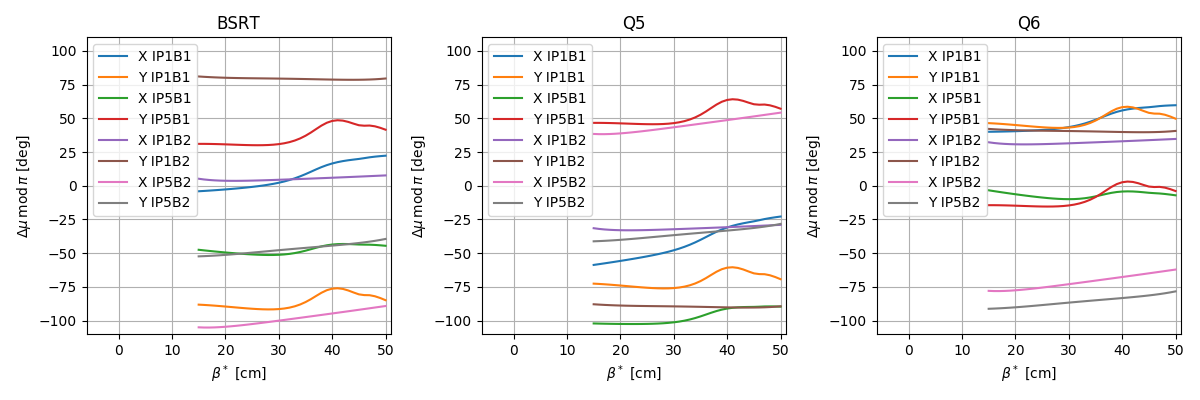 BSRT
Δμ mod π [deg]
100
75
50
25
0
−25
−50
−75
−100
X IP1B1
Y IP1B1
X IP5B1
Y IP5B1
X IP1B2
Y IP1B2
X IP5B2
Y IP5B2
0 10 20 30 40 50
β* [cm]
Q5
Δμ mod π [deg]
100
75
50
25
0
−25
−50
−75
−100
X IP1B1
Y IP1B1
X IP5B1
Y IP5B1
X IP1B2
Y IP1B2
X IP5B2
Y IP5B2
0 10 20 30 40 50
β* [cm]
Q6
Δμ mod π [deg]
100
75
50
25
0
−25
−50
−75
−100
X IP1B1
Y IP1B1
X IP5B1
Y IP5B1
X IP1B2
Y IP1B2
X IP5B2
Y IP5B2
0 10 20 30 40 50
β* [cm]